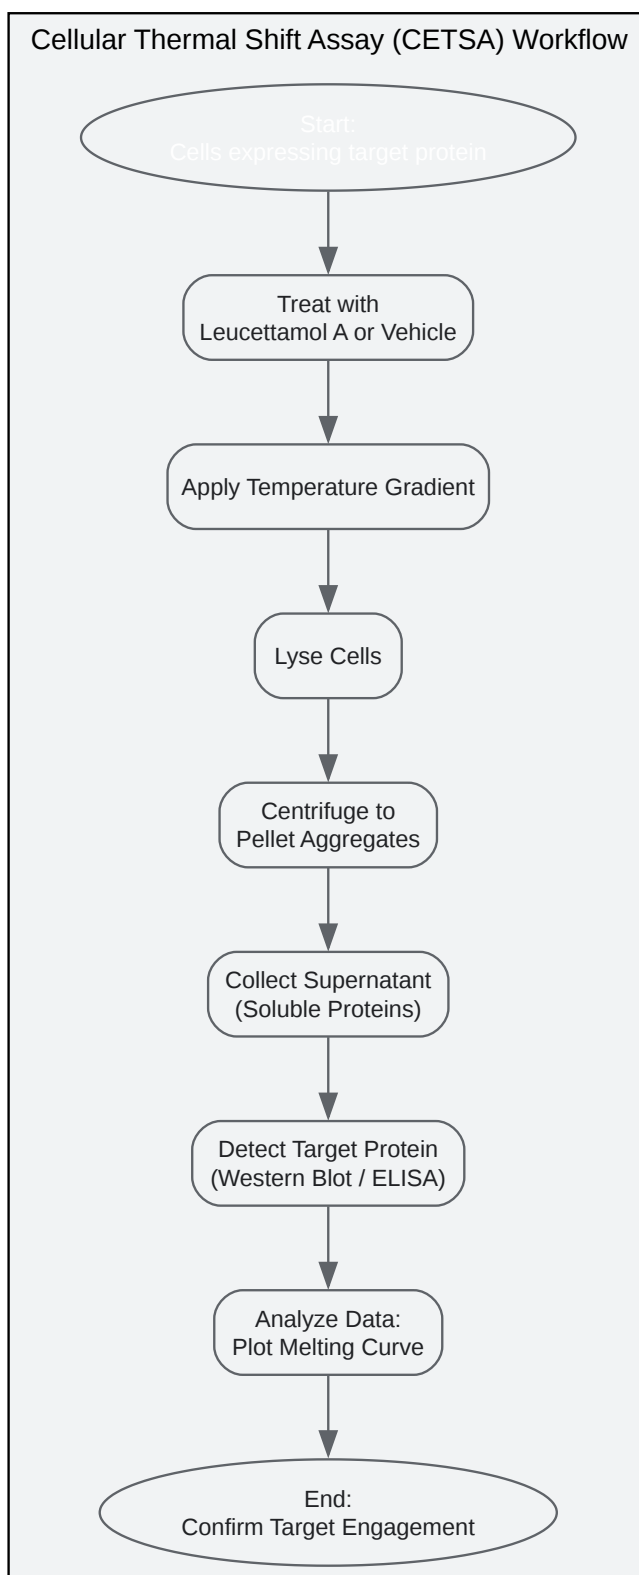 Cellular Thermal Shift Assay (CETSA) Workflow
Start:
Cells expressing target protein
Treat with
Leucettamol A or Vehicle
Apply Temperature Gradient
Lyse Cells
Centrifuge to
Pellet Aggregates
Collect Supernatant
(Soluble Proteins)
Detect Target Protein
(Western Blot / ELISA)
Analyze Data:
Plot Melting Curve
End:
Confirm Target Engagement